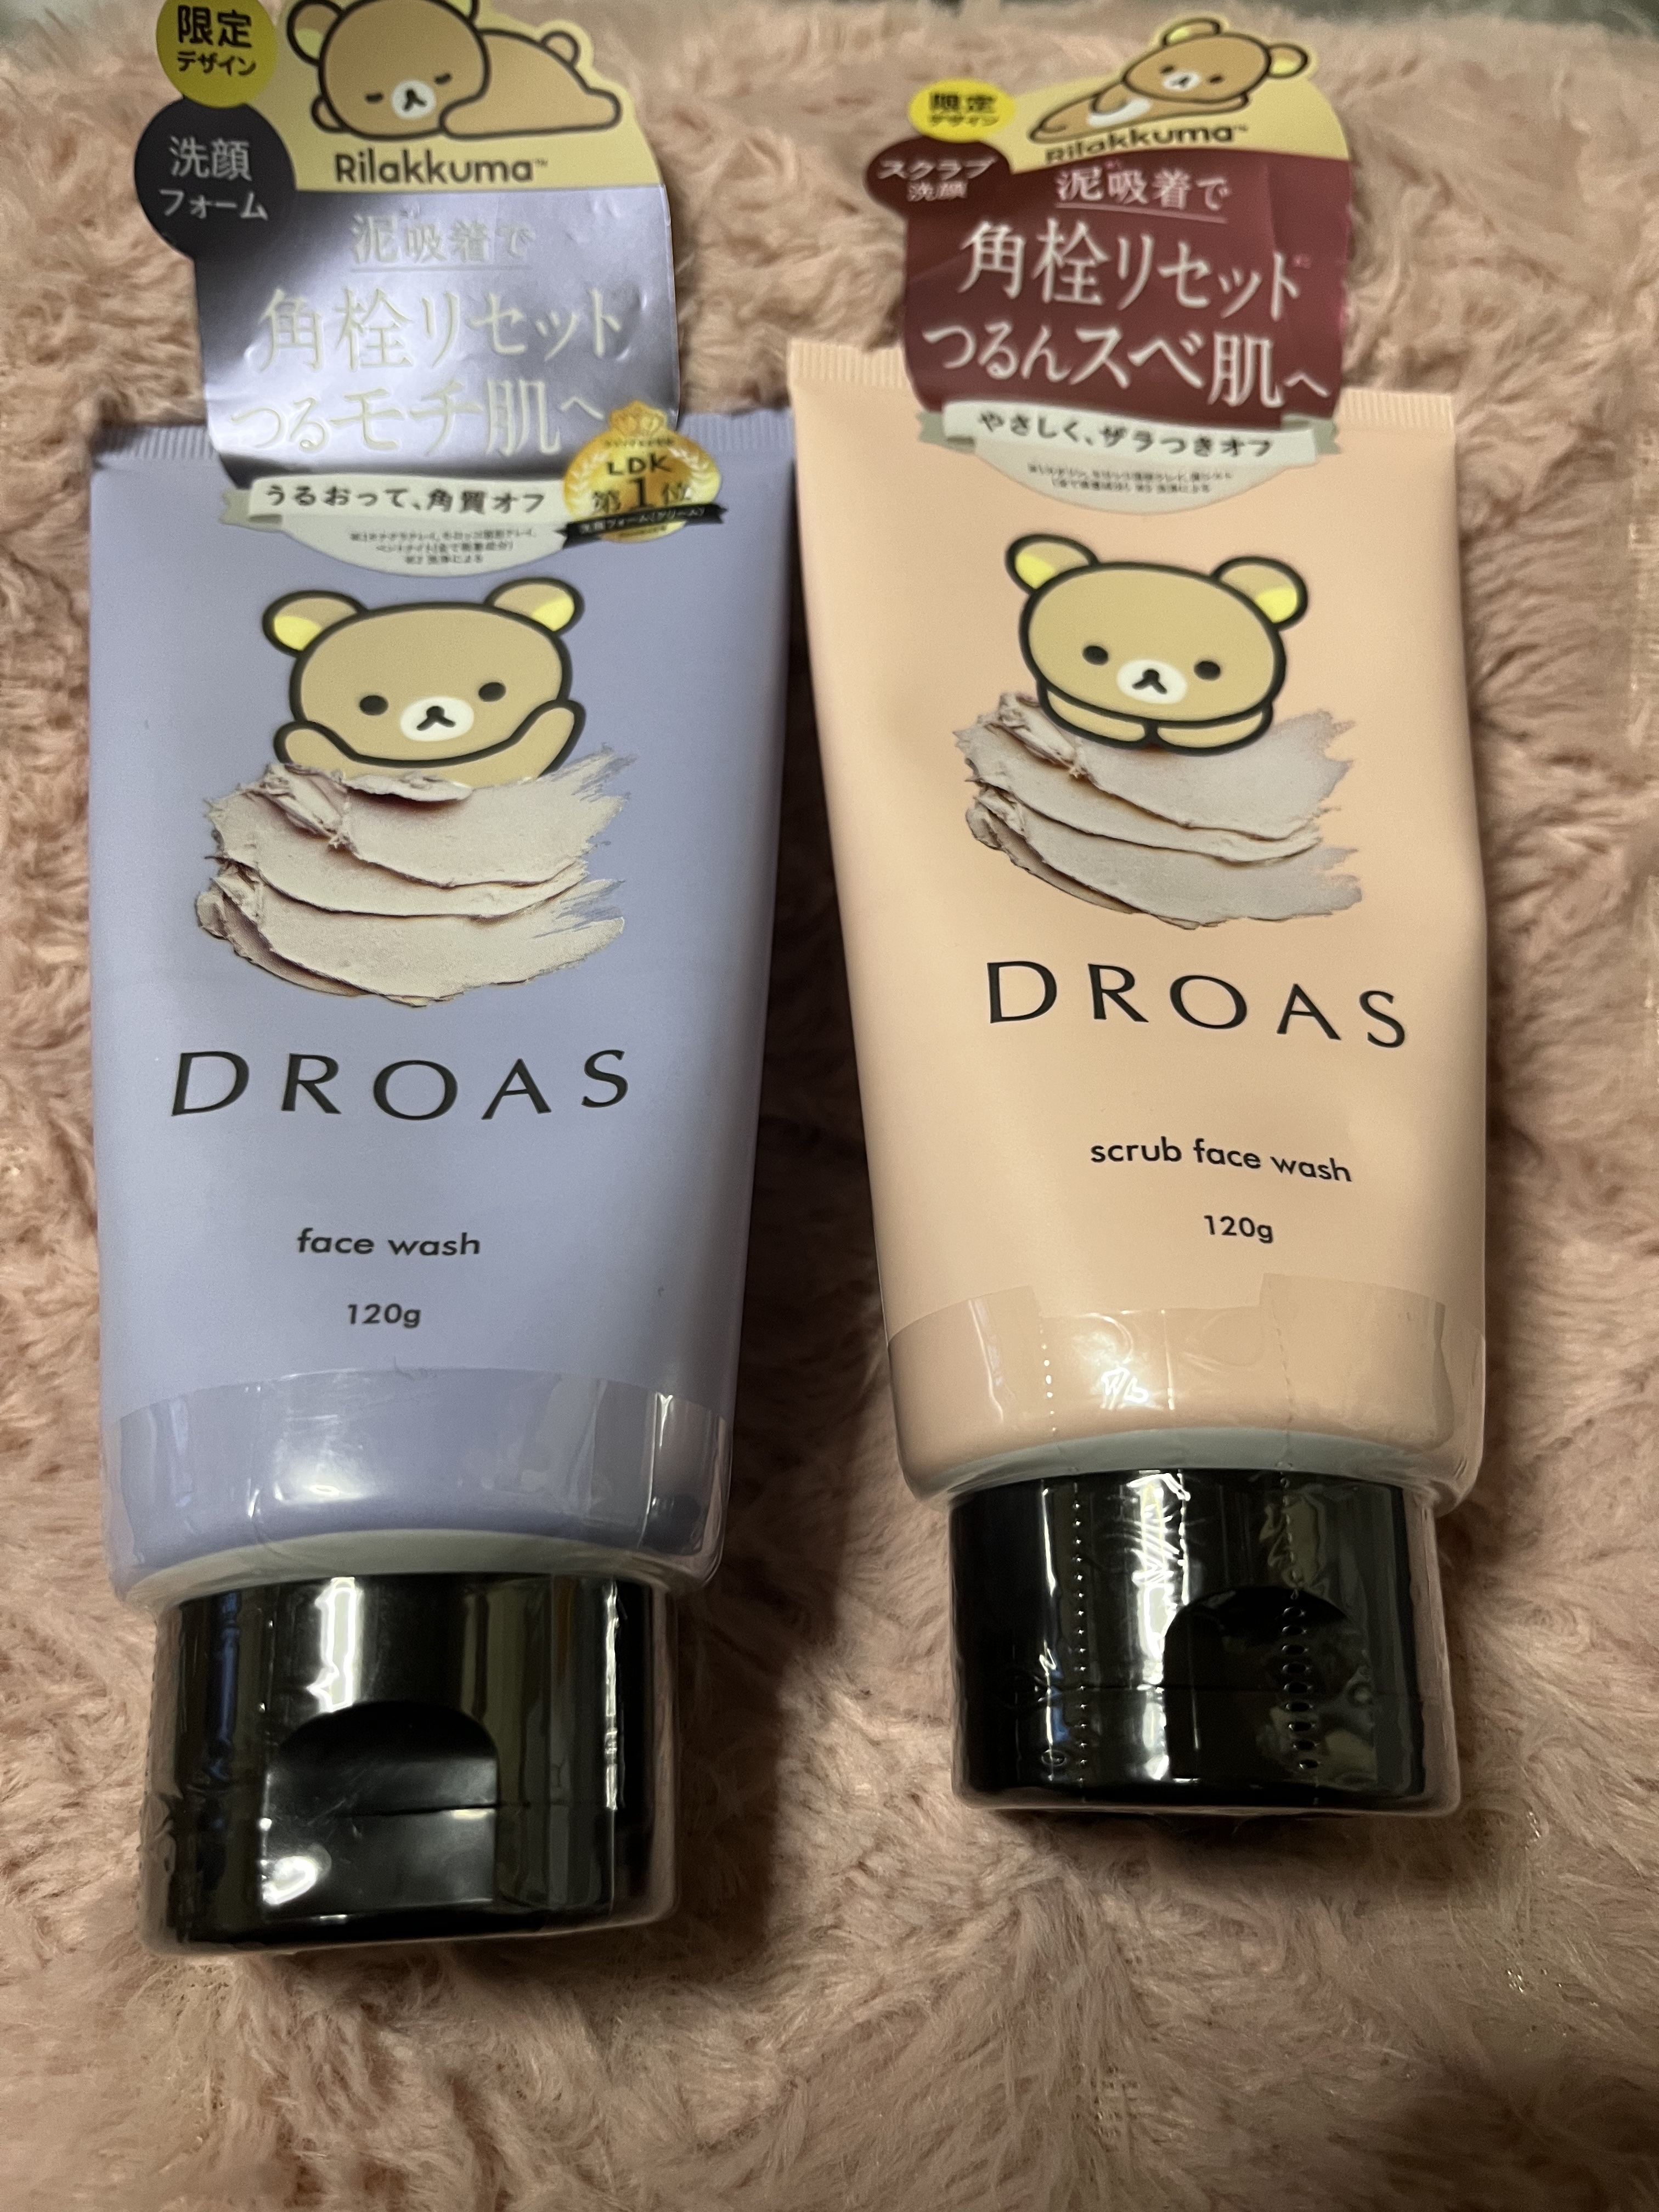 限定
デザイン
洗顔
フォーム
Rilakkuma™
泥吸着で
角栓リセット
つるモチ肌へ
うるおって、角質オフ
LDK
第1位
DROAS
face wash
120g
限定
デザイン
スクラブ
洗顔
Rilakkuma™
泥吸着で
角栓リセット
つるんスベ肌へ
やさしく、ザラつきオフ
DROAS
scrub face wash
120g